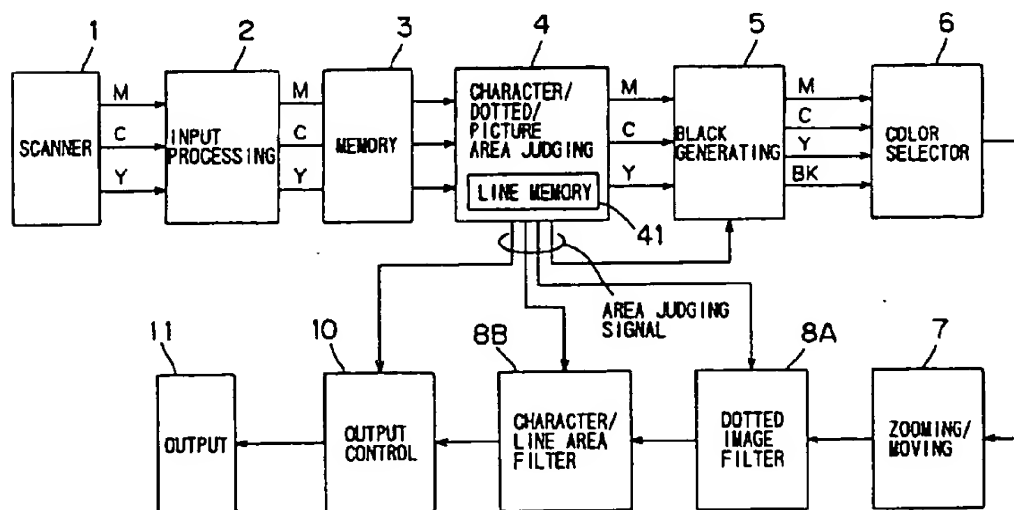 1
2
3
4
5
6
SCANNER
M
C
Y
INPUT
PROCESSING
M
C
Y
MEMORY
CHARACTER/
DOTTED/
PICTURE
AREA JUDGING
LINE MEMORY
41
M
C
Y
BLACK
GENERATING
M
C
Y
BK
COLOR
SELECTOR
AREA JUDGING
SIGNAL
11
10
8B
8A
7
OUTPUT
OUTPUT
CONTROL
CHARACTER/
LINE AREA
FILTER
DOTTED
IMAGE
FILTER
ZOOMING/
MOVING